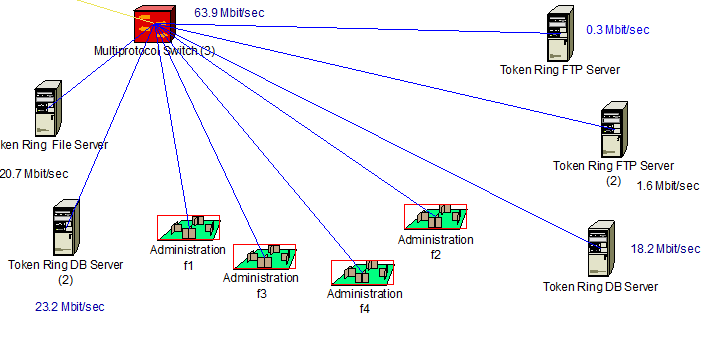 63.9 Mbit/sec
0.3 Mbit/sec
Multiprotocol Switch (3)
Token Ring FTP Server
ken Ring File Server
20.7 Mbit/sec
Token Ring FTP Server
(2)
1.6 Mbit/sec
Administration
f1
Administration
f2
Token Ring DB Server
(2)
Administration
f3
Administration
f4
18.2 Mbit/sec
Token Ring DB Server
23.2 Mbit/sec